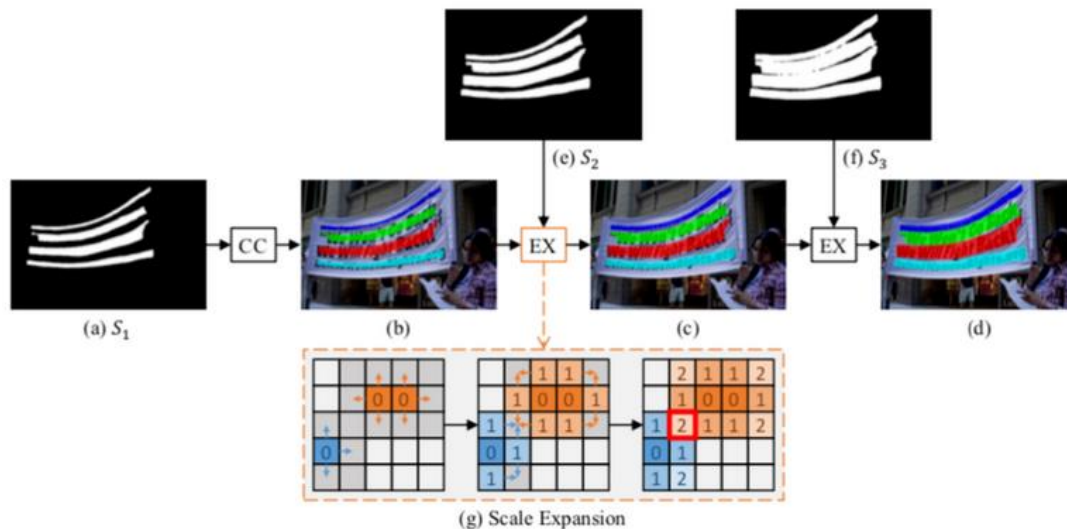 (e) S₂
(f) S₃
CC
EX
EX
(a) S₁
(b)
(c)
(d)
0 0
0
1 1
1 0 0 1
1 1 1
0 1
1
2 1 1 2
1 0 0 1
1 2 1 1 2
0 1
1 2
(g) Scale Expansion